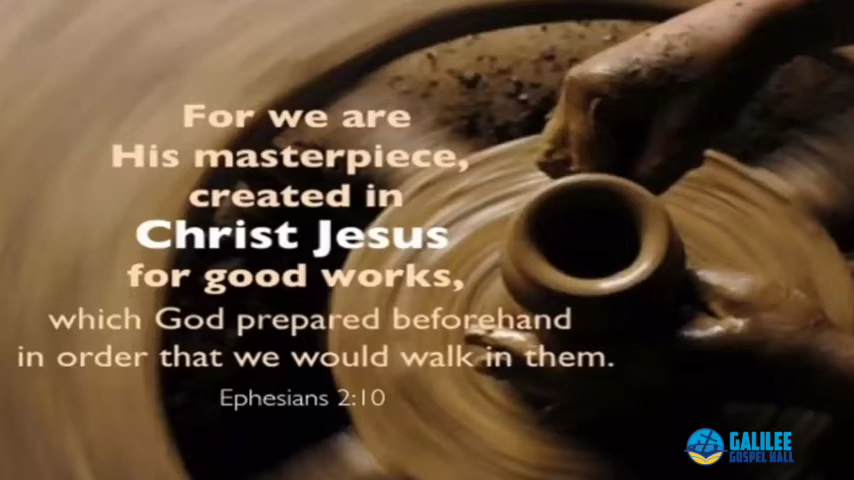 For we are
His masterpiece,
created in
Christ Jesus
for good works,
which God prepared beforehand
in order that we would walk in them.
Ephesians 2:10
GALILEE
GOSPEL HALL